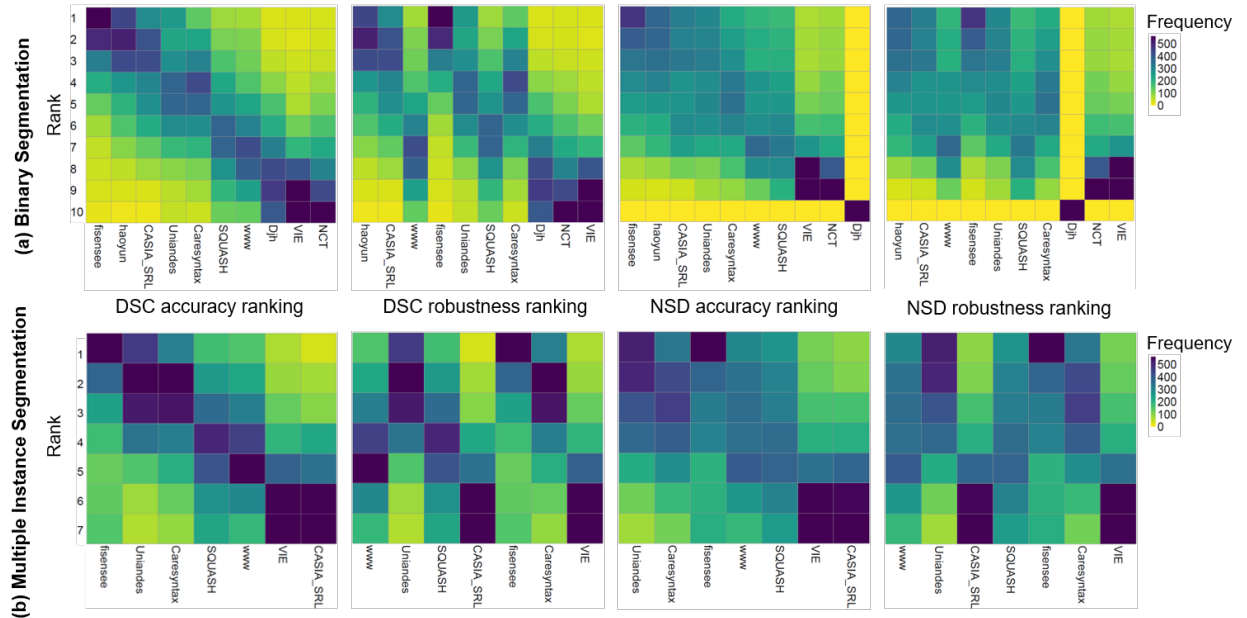 (a) Binary Segmentation
Rank
1
2
3
4
5
6
7
8
9
10
fisensee
haoyun
CASIA_SRL
Uniandes
Caresyntax
SQUASH
www
Djh
VIE
NCT
haoyun
CASIA_SRL
www
fisensee
Uniandes
SQUASH
Caresyntax
Djh
NCT
VIE
fisensee
haoyun
CASIA_SRL
Uniandes
Caresyntax
www
SQUASH
VIE
NCT
Djh
haoyun
CASIA_SRL
www
fisensee
Uniandes
SQUASH
Caresyntax
Djh
NCT
VIE
Frequency
500
400
300
200
100
0
DSC accuracy ranking
DSC robustness ranking
NSD accuracy ranking
NSD robustness ranking
(b) Multiple Instance Segmentation
Rank
1
2
3
4
5
6
7
fisensee
Uniandes
Caresyntax
SQUASH
www
VIE
CASIA_SRL
www
Uniandes
SQUASH
CASIA_SRL
fisensee
Caresyntax
VIE
Uniandes
Caresyntax
fisensee
www
SQUASH
VIE
CASIA_SRL
www
Uniandes
CASIA_SRL
SQUASH
fisensee
Caresyntax
VIE
Frequency
500
400
300
200
100
0